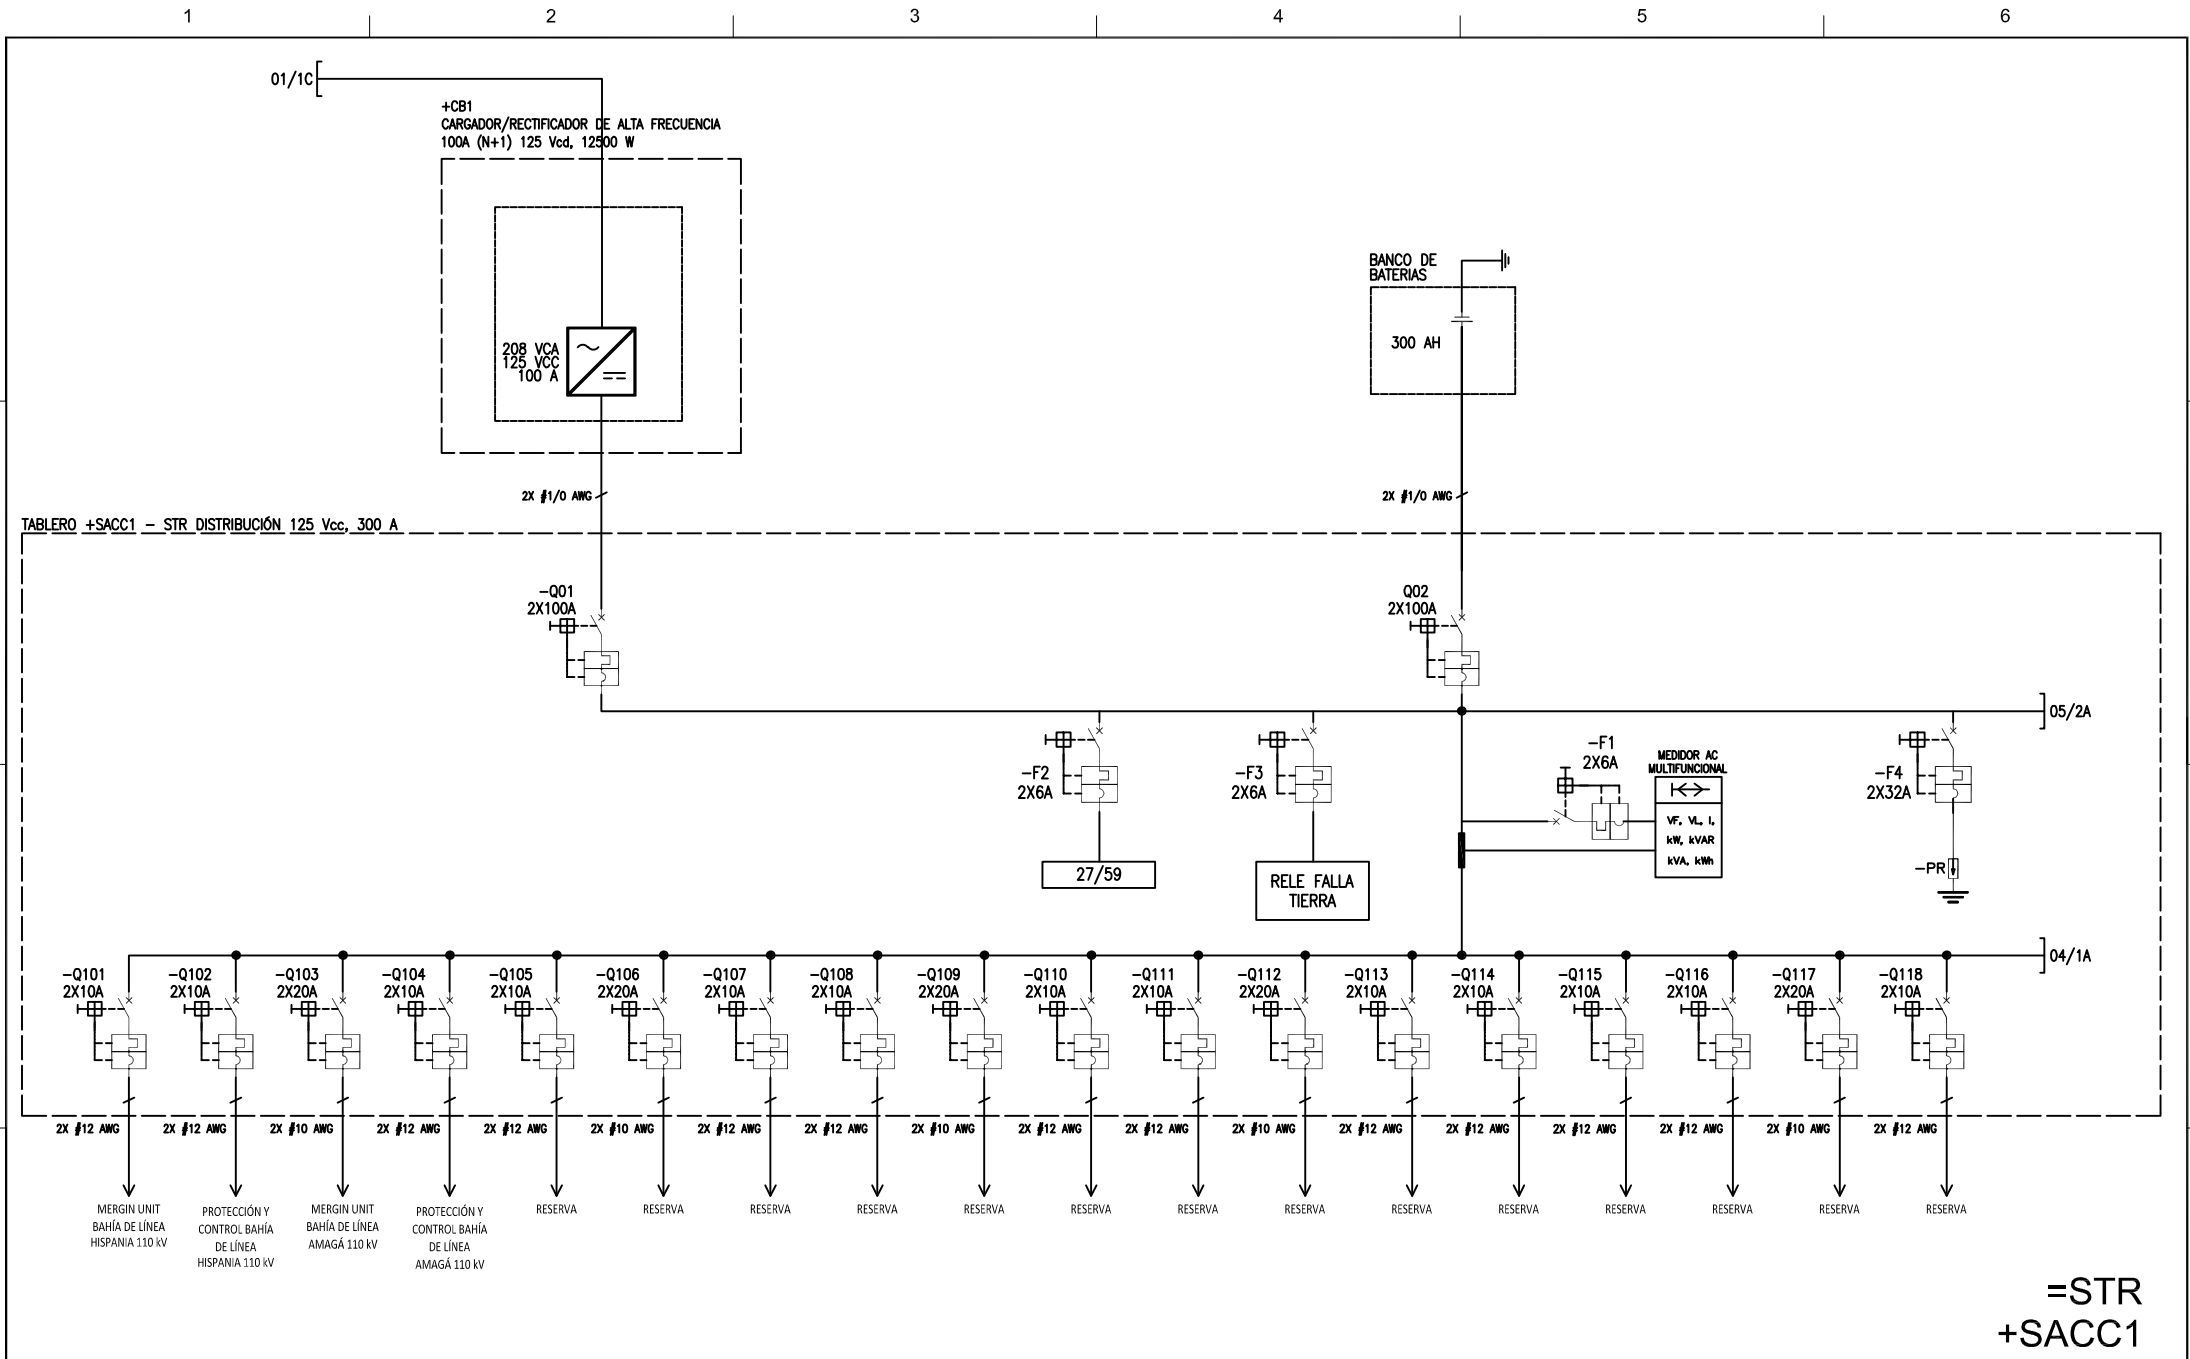 1 2 3 4 5 6
01/1C
+CB1
CARGADOR/RECTIFICADOR DE ALTA FRECUENCIA
100A (N+1) 125 Vcd, 12500 W
208 VCA
125 VCC
100 A
BANCO DE
BATERIAS
300 AH
2X #1/0 AWG 2X #1/0 AWG
TABLERO +SACC1 – STR DISTRIBUCIÓN 125 Vcc, 300 A
-Q01
2X100A
Q02
2X100A
05/2A
-F2
2X6A
27/59
-F3
2X6A
RELE FALLA
TIERRA
-F1
2X6A
MEDIDOR AC
MULTIFUNCIONAL
VF, VL, I,
kW, kVAR
kVA, kWh
-F4
2X32A
-PR
04/1A
-Q101 -Q102 -Q103 -Q104 -Q105 -Q106 -Q107 -Q108 -Q109 -Q110 -Q111 -Q112 -Q113 -Q114 -Q115 -Q116 -Q117 -Q118
2X10A 2X10A 2X20A 2X10A 2X10A 2X20A 2X10A 2X10A 2X20A 2X10A 2X10A 2X20A 2X10A 2X10A 2X10A 2X10A 2X20A 2X10A
2X #12 AWG 2X #12 AWG 2X #10 AWG 2X #12 AWG 2X #12 AWG 2X #10 AWG 2X #12 AWG 2X #12 AWG 2X #10 AWG 2X #12 AWG 2X #12 AWG 2X #10 AWG 2X #12 AWG 2X #12 AWG 2X #12 AWG 2X #12 AWG 2X #10 AWG 2X #12 AWG
MERGIN UNIT
BAHÍA DE LÍNEA
HISPANIA 110 kV
PROTECCIÓN Y
CONTROL BAHÍA
DE LÍNEA
HISPANIA 110 kV
MERGIN UNIT
BAHÍA DE LÍNEA
AMAGÁ 110 kV
PROTECCIÓN Y
CONTROL BAHÍA
DE LÍNEA
AMAGÁ 110 kV
RESERVA RESERVA RESERVA RESERVA RESERVA RESERVA RESERVA RESERVA RESERVA RESERVA RESERVA RESERVA RESERVA RESERVA
=STR
+SACC1